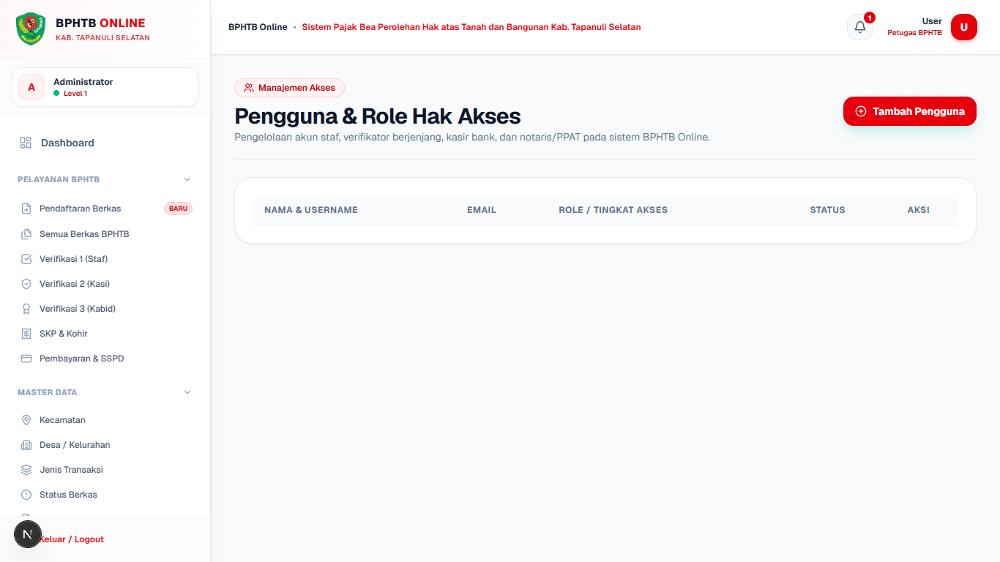 BPHTB ONLINE
KAB. TAPANULI SELATAN
BPHTB Online • Sistem Pajak Bea Perolehan Hak atas Tanah dan Bangunan Kab. Tapanuli Selatan
1
User
Petugas BPHTB
U
A
Administrator
Level 1
Dashboard
PELAYANAN BPHTB
Pendaftaran Berkas
BARU
Semua Berkas BPHTB
Verifikasi 1 (Staf)
Verifikasi 2 (Kasi)
Verifikasi 3 (Kabid)
SKP & Kohir
Pembayaran & SSPD
MASTER DATA
Kecamatan
Desa / Kelurahan
Jenis Transaksi
Status Berkas
N
Keluar / Logout
Manajemen Akses
Pengguna & Role Hak Akses
Pengelolaan akun staf, verifikator berjenjang, kasir bank, dan notaris/PPAT pada sistem BPHTB Online.
Tambah Pengguna
NAMA & USERNAME EMAIL ROLE / TINGKAT AKSES STATUS AKSI